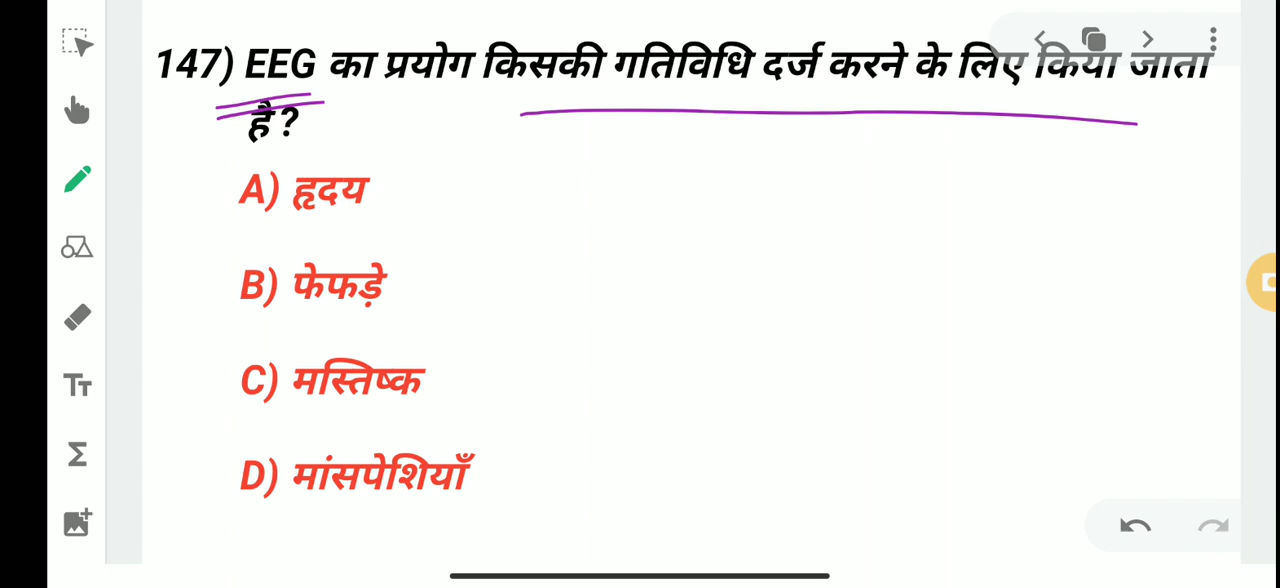 147) EEG का प्रयोग किसकी गतिविधि दर्ज करने के लिए किया जाता
है?
A) हृदय
B) फेफड़े
C) मस्तिष्क
D) मांसपेशियाँ